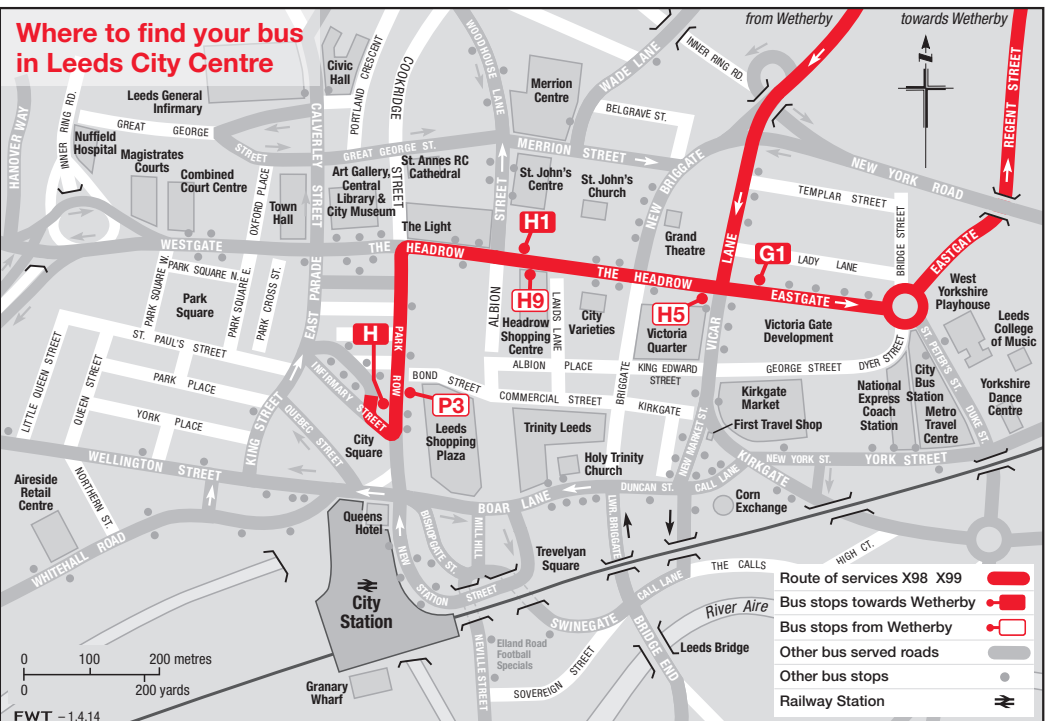 Where to find your bus
in Leeds City Centre
from Wetherby
towards Wetherby
HANOVER WAY
INNER RING RD.
Leeds General
Infirmary
GREAT GEORGE
STREET
Nuffield
Hospital
Magistrates
Courts
Combined
Court Centre
OXFORD PLACE
Town
Hall
CALVERLEY STREET
Civic
Hall
PORTLAND CRESCENT
COOKRIDGE
STREET
GREAT GEORGE ST.
Art Gallery,
Central
Library &
City Museum
St. Annes RC
Cathedral
The Light
WOODHOUSE LANE
Merrion
Centre
WADE LANE
INNER RING RD.
BELGRAVE ST.
MERRION STREET
St. John's
Centre
St. John's
Church
NEW BRIGGATE
Grand
Theatre
N
REGENT STREET
NEW YORK ROAD
TEMPLAR STREET
BRIDGE STREET
LADY LANE
LANE
G1
EASTGATE
EASTGATE
West
Yorkshire
Playhouse
Leeds
College
of Music
WESTGATE
THE
HEADROW
H1
THE HEADROW
H9
H5
PARK SQUARE W.
PARK SQUARE N.
PARK SQUARE E.
PARK CROSS ST.
Park
Square
EAST PARADE
STREET
ALBION
Headrow
Shopping
Centre
LANDS LANE
City
Varieties
Victoria
Quarter
VICAR
Victoria Gate
Development
ST. PAUL'S STREET
PARK PLACE
YORK PLACE
LITTLE QUEEN STREET
QUEEN STREET
KING STREET
INFIRMARY
STREET
QUEBEC STREET
H
PARK
ROW
P3
City
Square
BOND STREET
Leeds
Shopping
Plaza
ALBION PLACE
COMMERCIAL STREET
BRIGGATE
KING EDWARD
STREET
KIRKGATE
GEORGE STREET
DYER STREET
Kirkgate
Market
First Travel Shop
National
Express
Coach
Station
City
Bus
Station
Metro
Travel
Centre
ST. PETER'S ST.
DUKE ST.
Yorkshire
Dance
Centre
Trinity Leeds
Holy Trinity
Church
NEW MARKET ST.
NEW YORK ST.
YORK STREET
KIRKGATE
CALL LANE
DUNCAN ST.
Corn
Exchange
WELLINGTON STREET
NORTHERN ST.
Aireside
Retail
Centre
WHITEHALL ROAD
Queens
Hotel
BOAR LANE
NEW
STATION STREET
BISHOPGATE ST.
MILL HILL
Trevelyan
Square
LWR. BRIGGATE
City
Station
THE CALLS
HIGH CT.
CALL LANE
River Aire
SWINEGATE
BRIDGE END
Leeds Bridge
NEVILLE STREET
Elland Road
Football
Specials
SOVEREIGN STREET
Granary
Wharf
0 100 200 metres
0 200 yards
FWT – 1.4.14
Route of services X98 X99
Bus stops towards Wetherby
Bus stops from Wetherby
Other bus served roads
Other bus stops
Railway Station